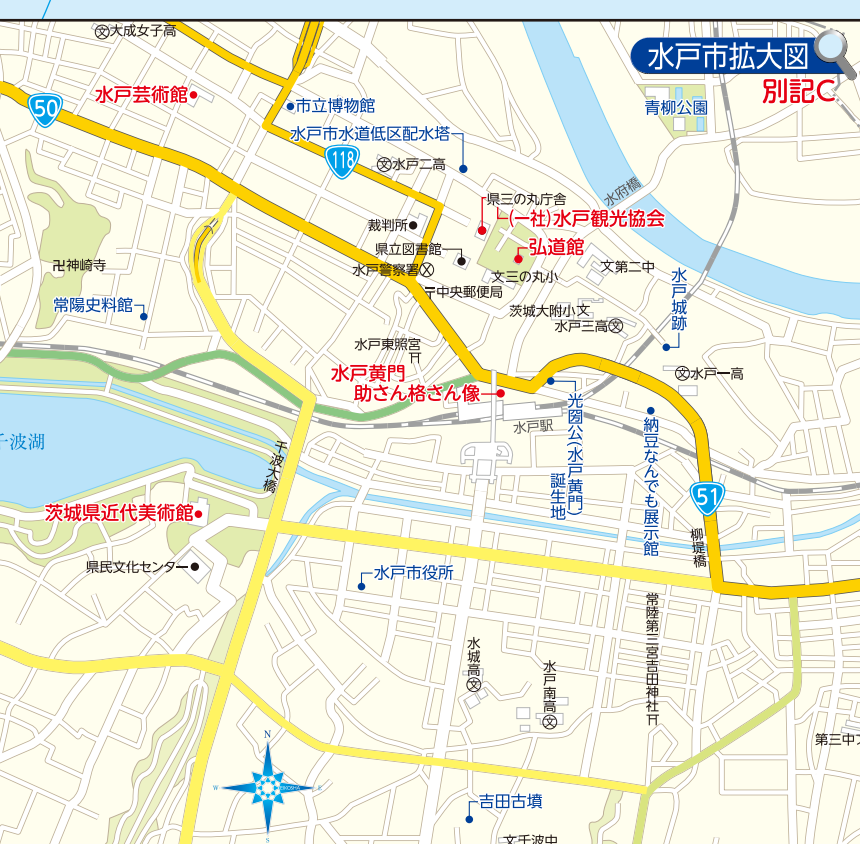 大成女子高
水戸市拡大図
別記C
水戸芸術館
50
市立博物館
青柳公園
水戸市水道低区配水塔
118
水戸二高
水府橋
県三の丸庁舎
(一社)水戸観光協会
裁判所
弘道館
県立図書館
水戸警察署
文三の丸小
文第二中
卍神崎寺
〒中央郵便局
水戸城跡
常陽史料館
茨城大附小文
水戸三高
水戸東照宮
水戸一高
水戸黄門
助さん格さん像
水戸駅
光圀公(水戸黄門)
誕生地
納豆なんでも展示館
千波湖
千波大橋
51
茨城県近代美術館
柳堤橋
県民文化センター
水戸市役所
常陸第三宮吉田神社
水城高
水戸南高
N
W
EIKOSHA
E
S
第三中文
吉田古墳
文千波中